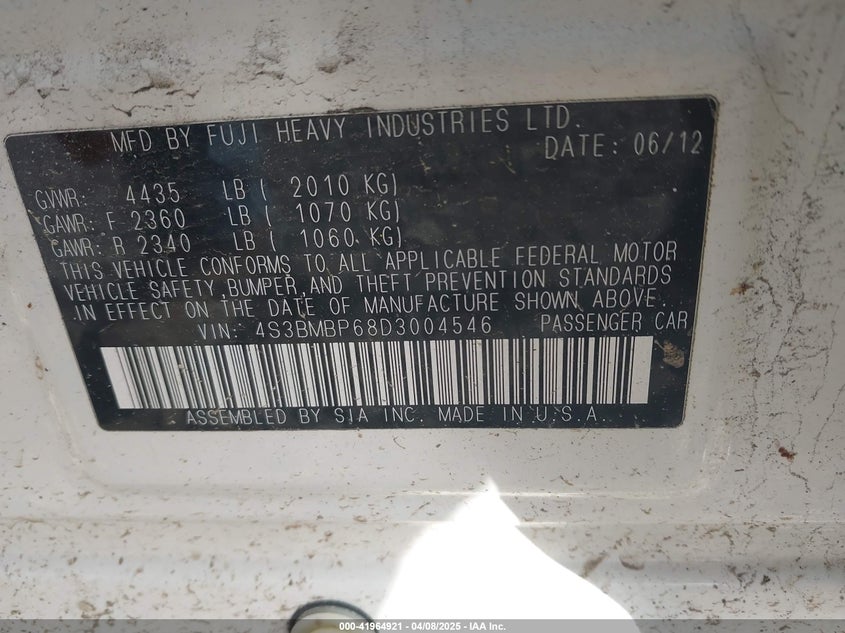 MFD BY FUJI HEAVY INDUSTRIES LTD.
DATE: 06/12
GVWR: 4435 LB ( 2010 KG)
GAWR: F 2360 LB ( 1070 KG)
GAWR: R 2340 LB ( 1060 KG)
THIS VEHICLE CONFORMS TO ALL APPLICABLE FEDERAL MOTOR
VEHICLE SAFETY,BUMPER,AND THEFT PREVENTION STANDARDS
IN EFFECT ON THE DATE OF MANUFACTURE SHOWN ABOVE.
VIN: 4S3BMBP68D3004546 PASSENGER CAR
ASSEMBLED BY SIA INC. MADE IN U.S.A.
000-41964921 - 04/08/2025 - IAA Inc.